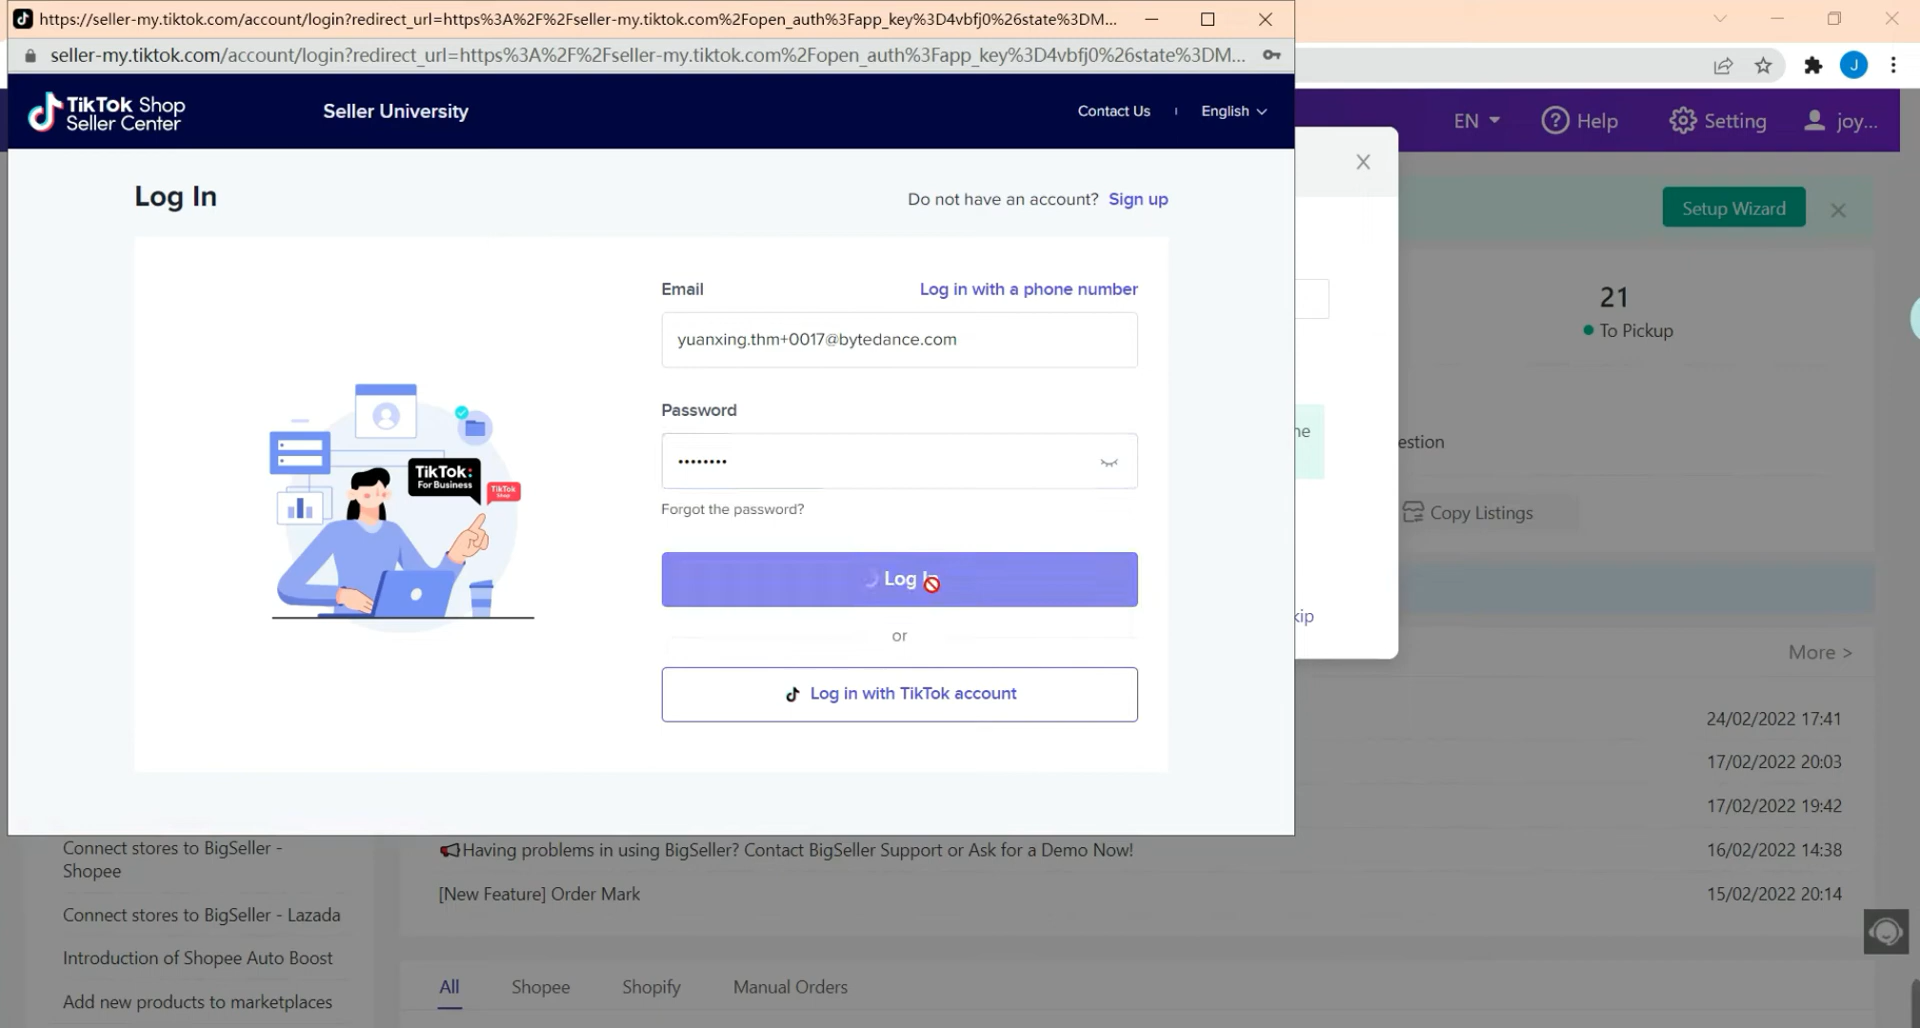 https://seller-my.tiktok.com/account/login?redirect_url=https%3A%2F%2Fseller-my.tiktok.com%2Fopen_auth%3Fapp_key%3D4vbfj0%26state%3DM...
seller-my.tiktok.com/account/login?redirect_url=https%3A%2F%2Fseller-my.tiktok.com%2Fopen_auth%3Fapp_key%3D4vbfj0%26state%3DM...
J
TikTok Shop
Seller Center
Seller University
Contact Us
English
EN
Help
Setting
joy...
Log In
Do not have an account? Sign up
Setup Wizard
Email
Log in with a phone number
21
To Pickup
yuanxing.thm+0017@bytedance.com
Password
he
estion
••••••••
TikTok:
For Business
TikTok
Shop
Forgot the password?
Copy Listings
Log
kip
or
More >
Log in with TikTok account
24/02/2022 17:41
17/02/2022 20:03
17/02/2022 19:42
Connect stores to BigSeller -
Shopee
Having problems in using BigSeller? Contact BigSeller Support or Ask for a Demo Now!
16/02/2022 14:38
[New Feature] Order Mark
15/02/2022 20:14
Connect stores to BigSeller - Lazada
Introduction of Shopee Auto Boost
Add new products to marketplaces
All
Shopee
Shopify
Manual Orders